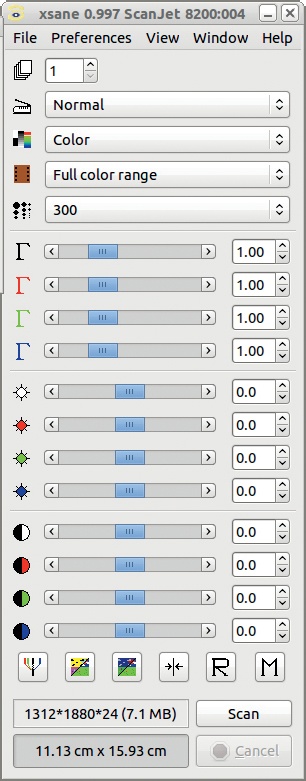 xsane 0.997 ScanJet 8200:004
File Preferences View Window Help
1
Normal
Color
Full color range
300
Γ 1.00
Γ 1.00
Γ 1.00
Γ 1.00
0.0
0.0
0.0
0.0
0.0
0.0
0.0
0.0
R M
1312*1880*24 (7.1 MB) Scan
11.13 cm x 15.93 cm Cancel